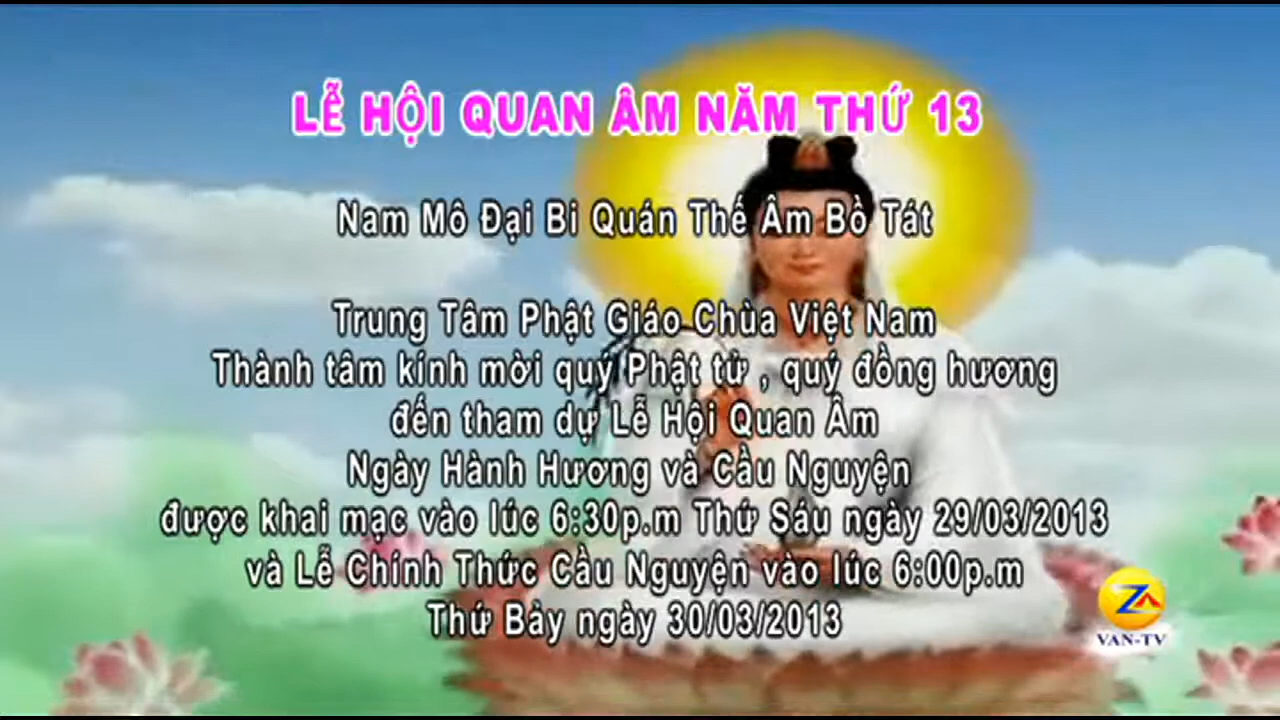 LỄ HỘI QUAN ÂM NĂM THỨ 13
Nam Mô Đại Bi Quán Thế Âm Bồ Tát
Trung Tâm Phật Giáo Chùa Việt Nam
Thành tâm kính mời quý Phật tử , quý đồng hương
đến tham dự Lễ Hội Quan Âm
Ngày Hành Hương và Cầu Nguyện
được khai mạc vào lúc 6:30p.m Thứ Sáu ngày 29/03/2013
và Lễ Chính Thức Cầu Nguyện vào lúc 6:00p.m
Thứ Bảy ngày 30/03/2013
VAN-TV